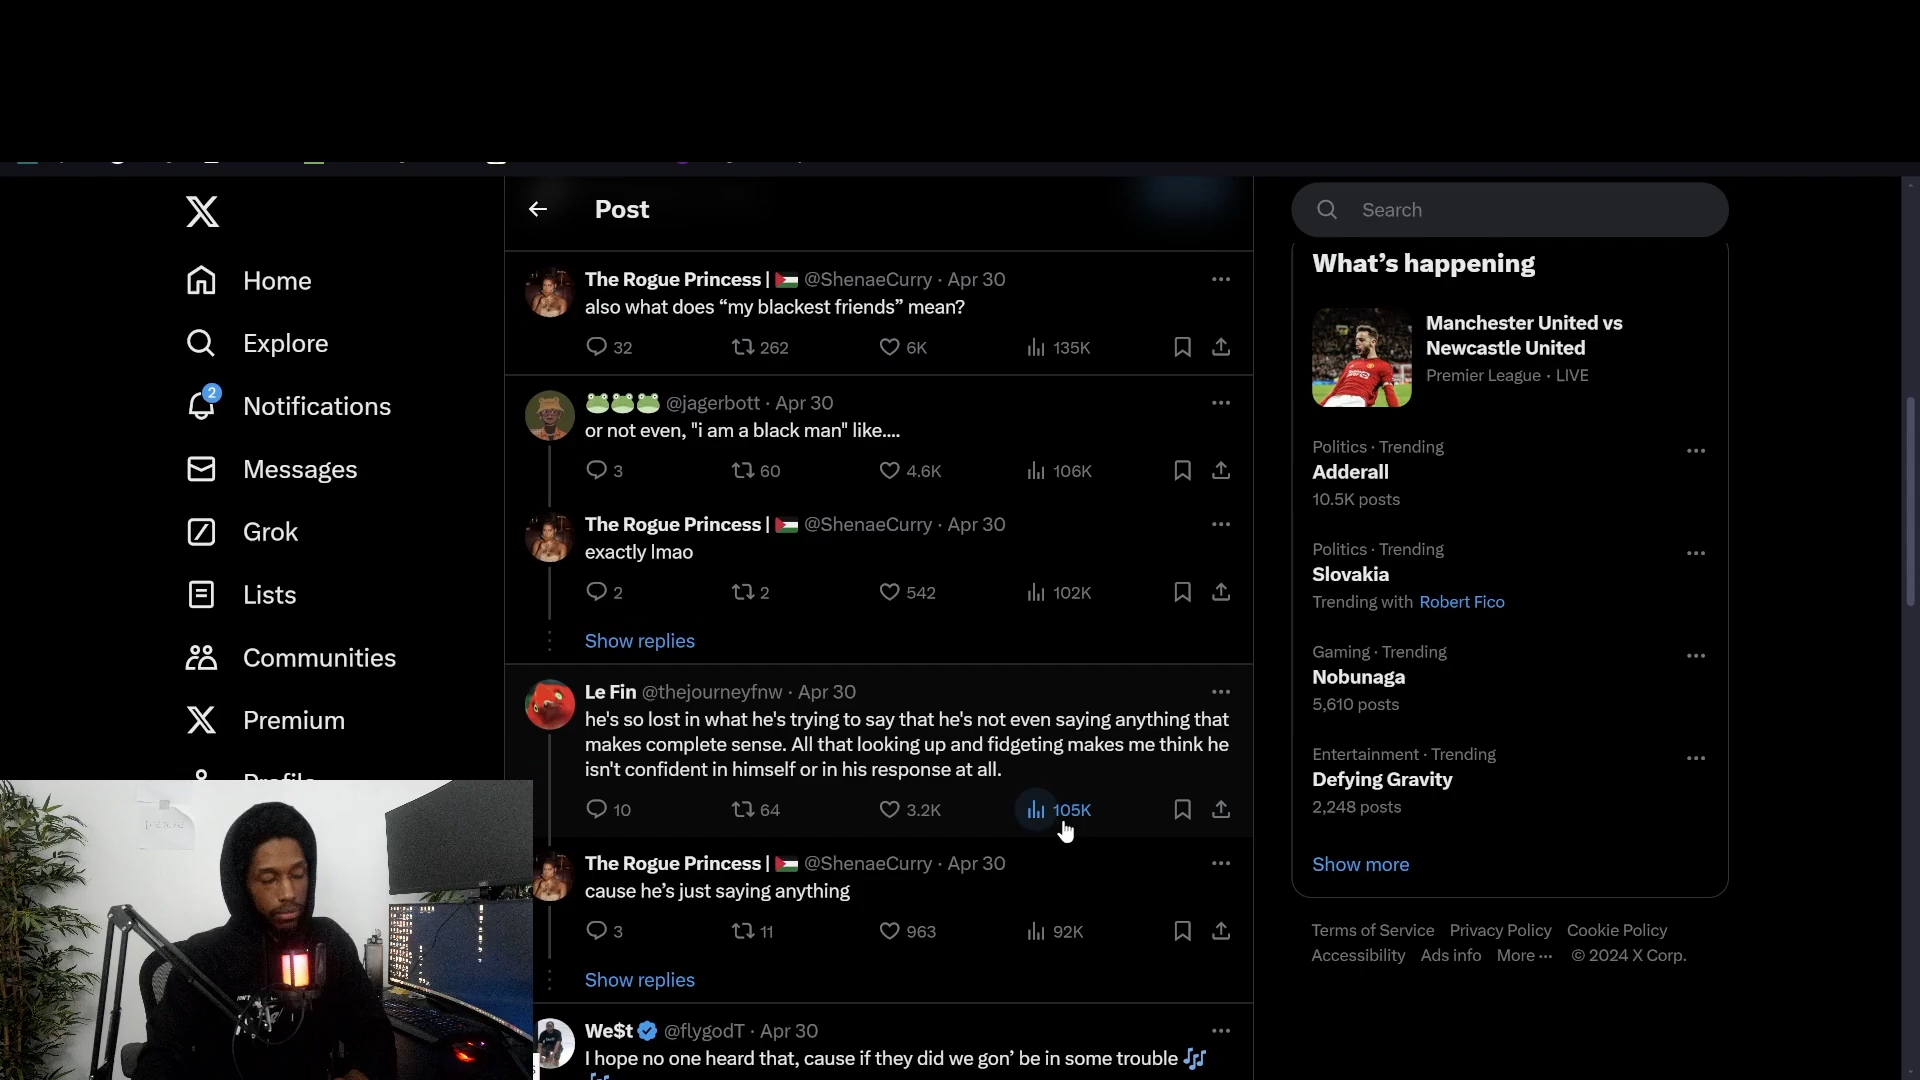 Post
Search
Home
Explore
2
Notifications
Messages
Grok
Lists
Communities
Premium
Profile
The Rogue Princess | 🇵🇸 @ShenaeCurry · Apr 30
also what does “my blackest friends” mean?
32 262 6K 135K
🐸🐸🐸 @jagerbott · Apr 30
or not even, "i am a black man" like....
3 60 4.6K 106K
The Rogue Princess | 🇵🇸 @ShenaeCurry · Apr 30
exactly lmao
2 2 542 102K
Show replies
Le Fin @thejourneyfnw · Apr 30
he's so lost in what he's trying to say that he's not even saying anything that
makes complete sense. All that looking up and fidgeting makes me think he
isn't confident in himself or in his response at all.
10 64 3.2K 105K
The Rogue Princess | 🇵🇸 @ShenaeCurry · Apr 30
cause he’s just saying anything
3 11 963 92K
Show replies
We$t @flygodT · Apr 30
I hope no one heard that, cause if they did we gon’ be in some trouble 🎶
What’s happening
Manchester United vs
Newcastle United
Premier League · LIVE
Politics · Trending
Adderall
10.5K posts
Politics · Trending
Slovakia
Trending with Robert Fico
Gaming · Trending
Nobunaga
5,610 posts
Entertainment · Trending
Defying Gravity
2,248 posts
Show more
Terms of Service Privacy Policy Cookie Policy
Accessibility Ads info More ··· © 2024 X Corp.